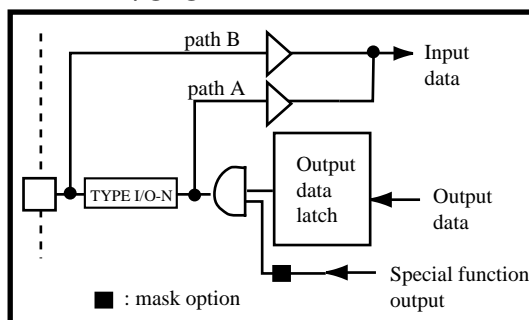 path B
Input
data
path A
TYPE I/O-N
Output
data
latch
Output
data
Special function
output
: mask option